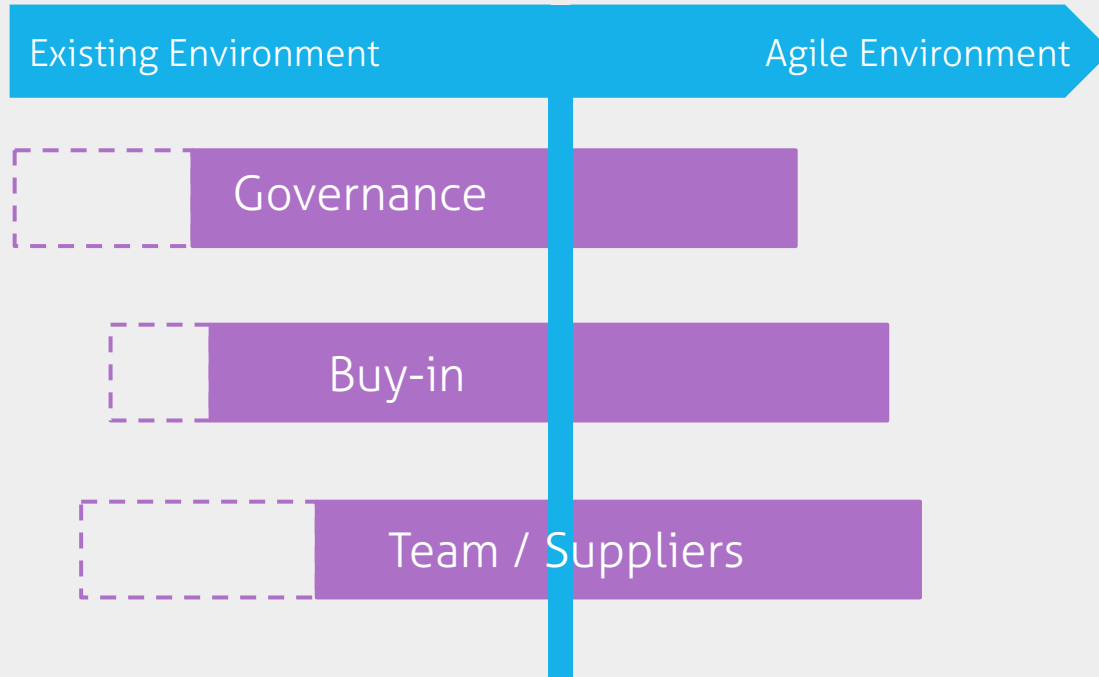 Existing Environment
Agile Environment
Governance
Buy-in
Team / Suppliers